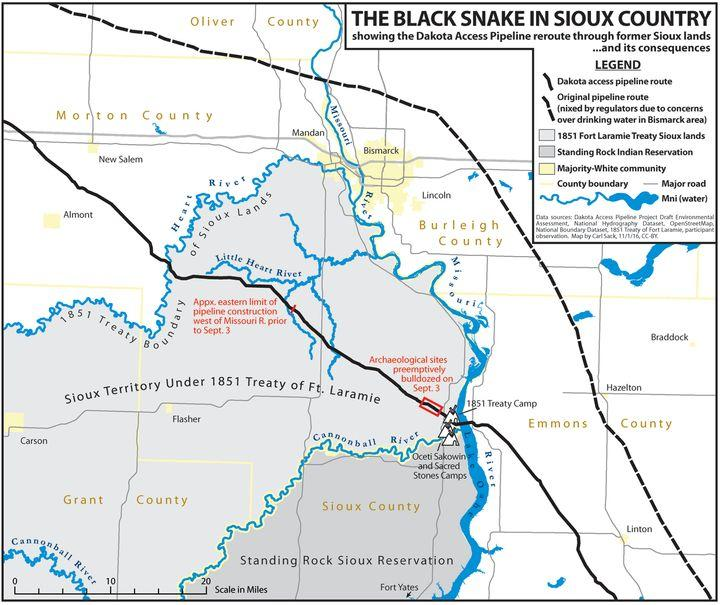 THE BLACK SNAKE IN SIOUX COUNTRY
showing the Dakota Access Pipeline reroute through former Sioux lands
...and its consequences
LEGEND
Dakota access pipeline route
Original pipeline route
(nixed by regulators due to concerns
over drinking water in Bismarck area)
1851 Fort Laramie Treaty Sioux lands
Standing Rock Indian Reservation
Majority-White community
County boundary
Major road
Mni (water)
Data sources: Dakota Access Pipeline Project Draft Environmental
Assessment, National Hydrography Dataset, OpenStreetMap,
National Boundary Dataset, 1851 Treaty of Fort Laramie, participant
observation. Map by Carl Sack, 11/1/16, CC-BY.
Oliver County
Morton County
Missouri
River
Mandan
Bismarck
New Salem
Lincoln
Heart River
of Sioux Lands
Almont
Burleigh
County
Little Heart River
Missouri
1851 Treaty Boundary
Appx. eastern limit of
pipeline construction
west of Missouri R. prior
to Sept. 3
Braddock
Archaeological sites
preemptively
bulldozed on
Sept. 3
Sioux Territory Under 1851 Treaty of Ft. Laramie
Hazelton
1851 Treaty Camp
Flasher
Emmons County
Carson
Cannonball River
Oceti Sakowin
and Sacred
Stones Camps
Lake Oahe
River
Grant County
Sioux County
Linton
Cannonball River
Standing Rock Sioux Reservation
Fort Yates
0 10 20
Scale in Miles